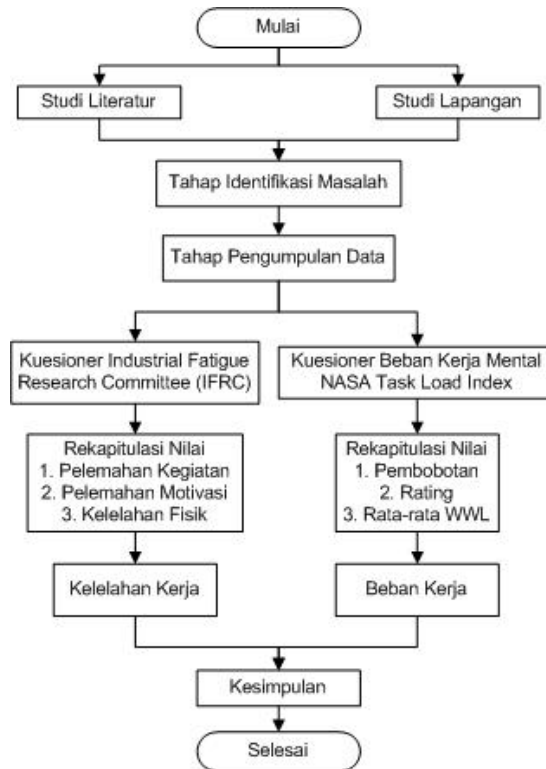 Mulai
Studi Literatur
Studi Lapangan
Tahap Identifikasi Masalah
Tahap Pengumpulan Data
Kuesioner Industrial Fatigue
Research Committee (IFRC)
Kuesioner Beban Kerja Mental
NASA Task Load Index
Rekapitulasi Nilai
1. Pelemahan Kegiatan
2. Pelemahan Motivasi
3. Kelelahan Fisik
Rekapitulasi Nilai
1. Pembobotan
2. Rating
3. Rata-rata WWL
Kelelahan Kerja
Beban Kerja
Kesimpulan
Selesai